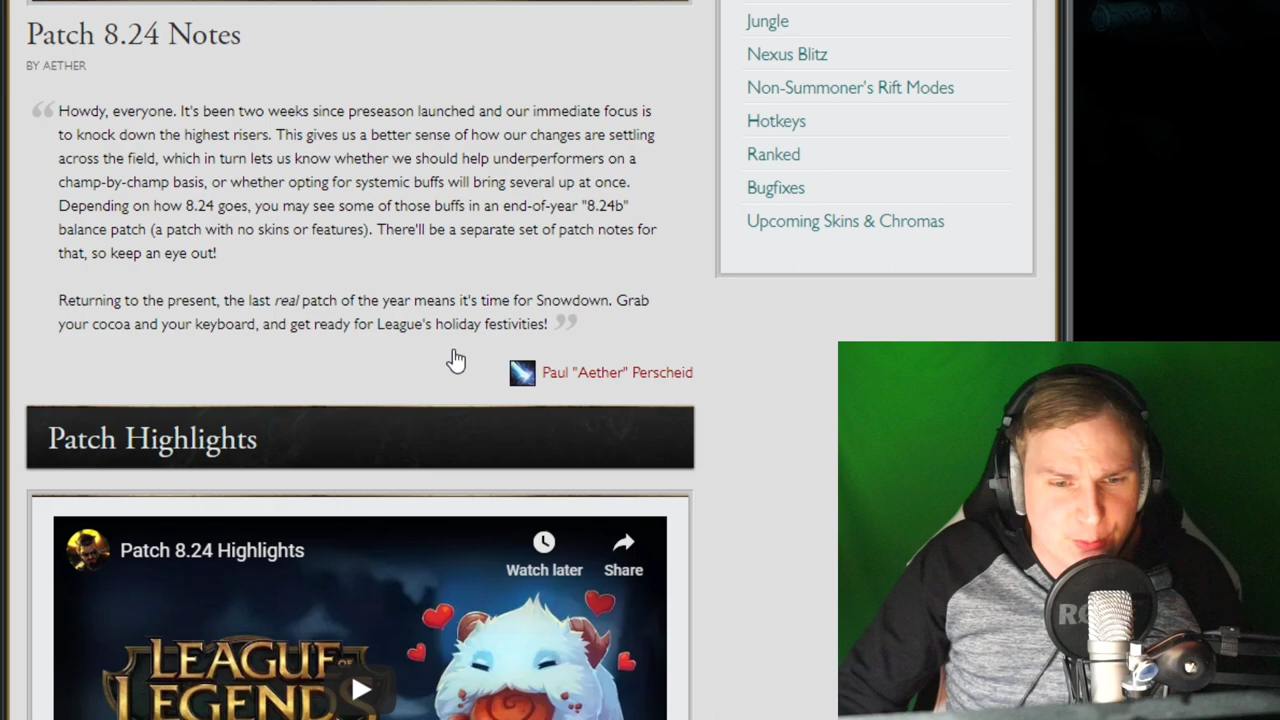 Patch 8.24 Notes
BY AETHER
Howdy, everyone. It's been two weeks since preseason launched and our immediate focus is
to knock down the highest risers. This gives us a better sense of how our changes are settling
across the field, which in turn lets us know whether we should help underperformers on a
champ-by-champ basis, or whether opting for systemic buffs will bring several up at once.
Depending on how 8.24 goes, you may see some of those buffs in an end-of-year "8.24b"
balance patch (a patch with no skins or features). There'll be a separate set of patch notes for
that, so keep an eye out!
Returning to the present, the last real patch of the year means it's time for Snowdown. Grab
your cocoa and your keyboard, and get ready for League's holiday festivities!
Paul "Aether" Perscheid
Patch Highlights
Patch 8.24 Highlights
Watch later
Share
LEAGUE OF
LEGENDS
Jungle
Nexus Blitz
Non-Summoner's Rift Modes
Hotkeys
Ranked
Bugfixes
Upcoming Skins & Chromas